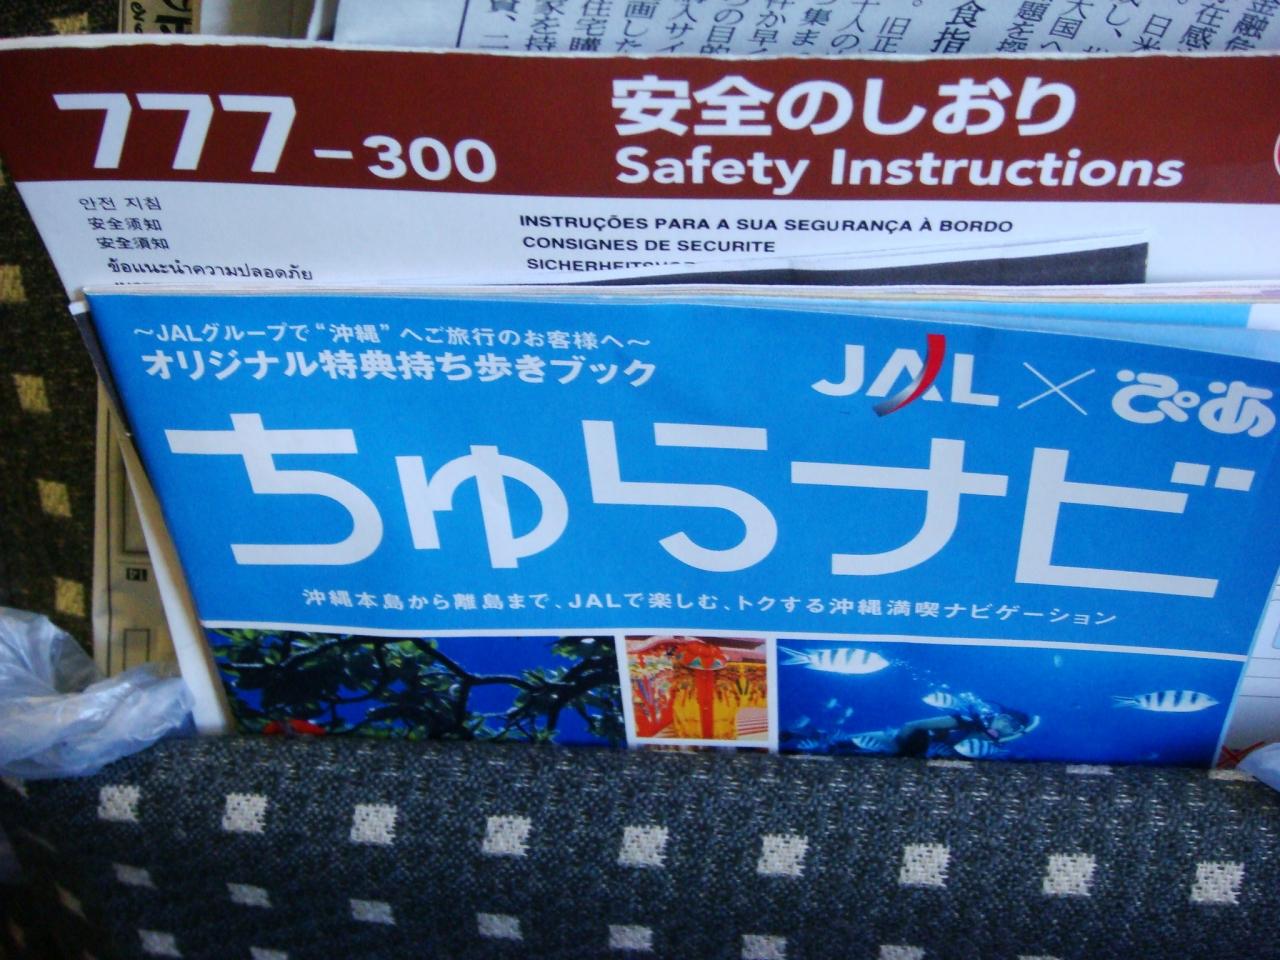 777-300
安全のしおり
Safety Instructions
안전 지침
安全须知
安全須知
ข้อแนะนำความปลอดภัย
INSTRUÇÕES PARA A SUA SEGURANÇA À BORDO
CONSIGNES DE SECURITE
~JALグループで“沖縄”へご旅行のお客様へ~
オリジナル特典持ち歩きブック
JAL×ぴあ
ちゅらナビ
沖縄本島から離島まで、JALで楽しむ、トクする沖縄満喫ナビゲーション